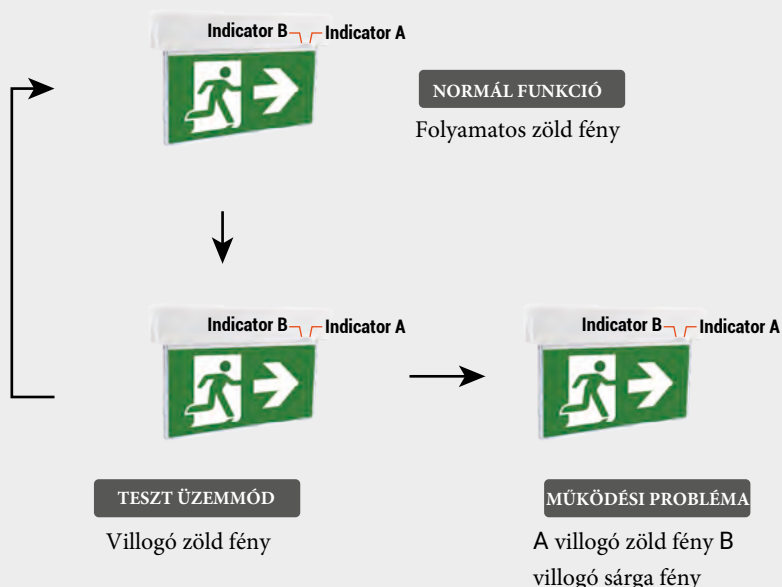 Indicator B Indicator A
NORMÁL FUNKCIÓ
Folyamatos zöld fény
Indicator B Indicator A
TESZT ÜZEMMÓD
Villogó zöld fény
Indicator B Indicator A
MŰKÖDÉSI PROBLÉMA
A villogó zöld fény B
villogó sárga fény